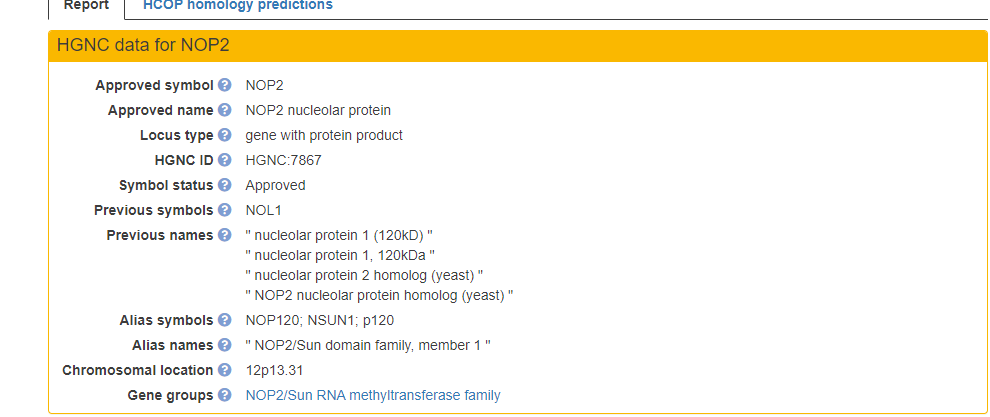 Report HCOP homology predictions
HGNC data for NOP2
Approved symbol ? NOP2
Approved name ? NOP2 nucleolar protein
Locus type ? gene with protein product
HGNC ID ? HGNC:7867
Symbol status ? Approved
Previous symbols ? NOL1
Previous names ? " nucleolar protein 1 (120kD) "
" nucleolar protein 1, 120kDa "
" nucleolar protein 2 homolog (yeast) "
" NOP2 nucleolar protein homolog (yeast) "
Alias symbols ? NOP120; NSUN1; p120
Alias names ? " NOP2/Sun domain family, member 1 "
Chromosomal location ? 12p13.31
Gene groups ? NOP2/Sun RNA methyltransferase family